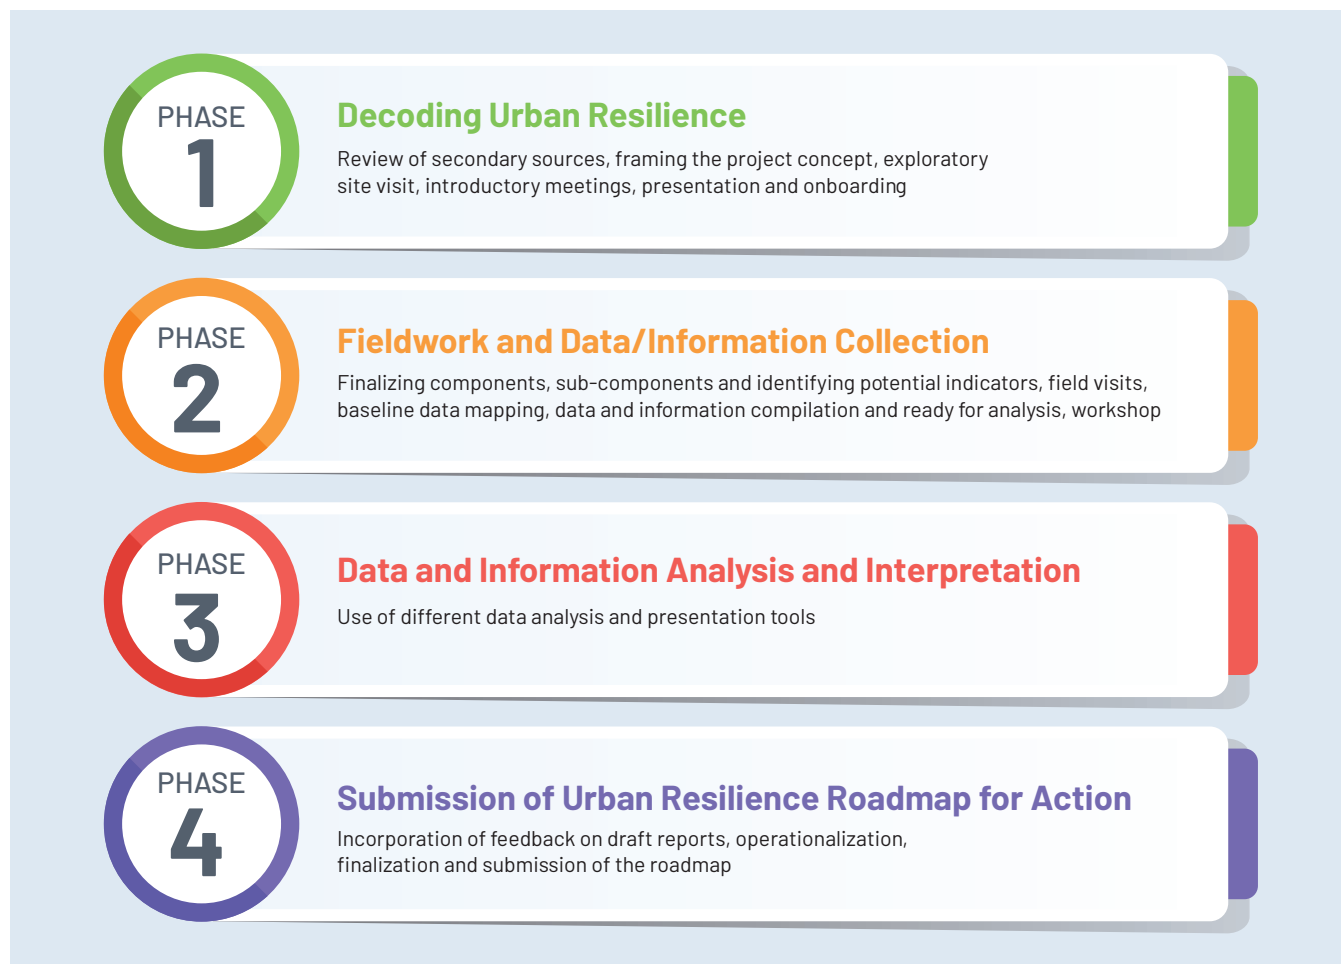 PHASE
1
Decoding Urban Resilience
Review of secondary sources, framing the project concept, exploratory
site visit, introductory meetings, presentation and onboarding
PHASE
2
Fieldwork and Data/Information Collection
Finalizing components, sub-components and identifying potential indicators, field visits,
baseline data mapping, data and information compilation and ready for analysis, workshop
PHASE
3
Data and Information Analysis and Interpretation
Use of different data analysis and presentation tools
PHASE
4
Submission of Urban Resilience Roadmap for Action
Incorporation of feedback on draft reports, operationalization,
finalization and submission of the roadmap